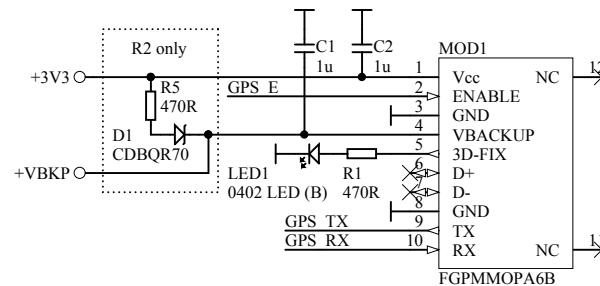 R2 only
C1
1u
C2
1u
MOD1
+3V3
R5
470R
D1
CDBQR70
+VBKP
GPS_E
LED1
0402 LED (B)
R1
470R
GPS_TX
GPS_RX
1 Vcc
2 ENABLE
3 GND
4 VBACKUP
5 3D-FIX
6 D+
7 D-
8 GND
9 TX
10 RX
NC
NC
FGPMMOPA6B